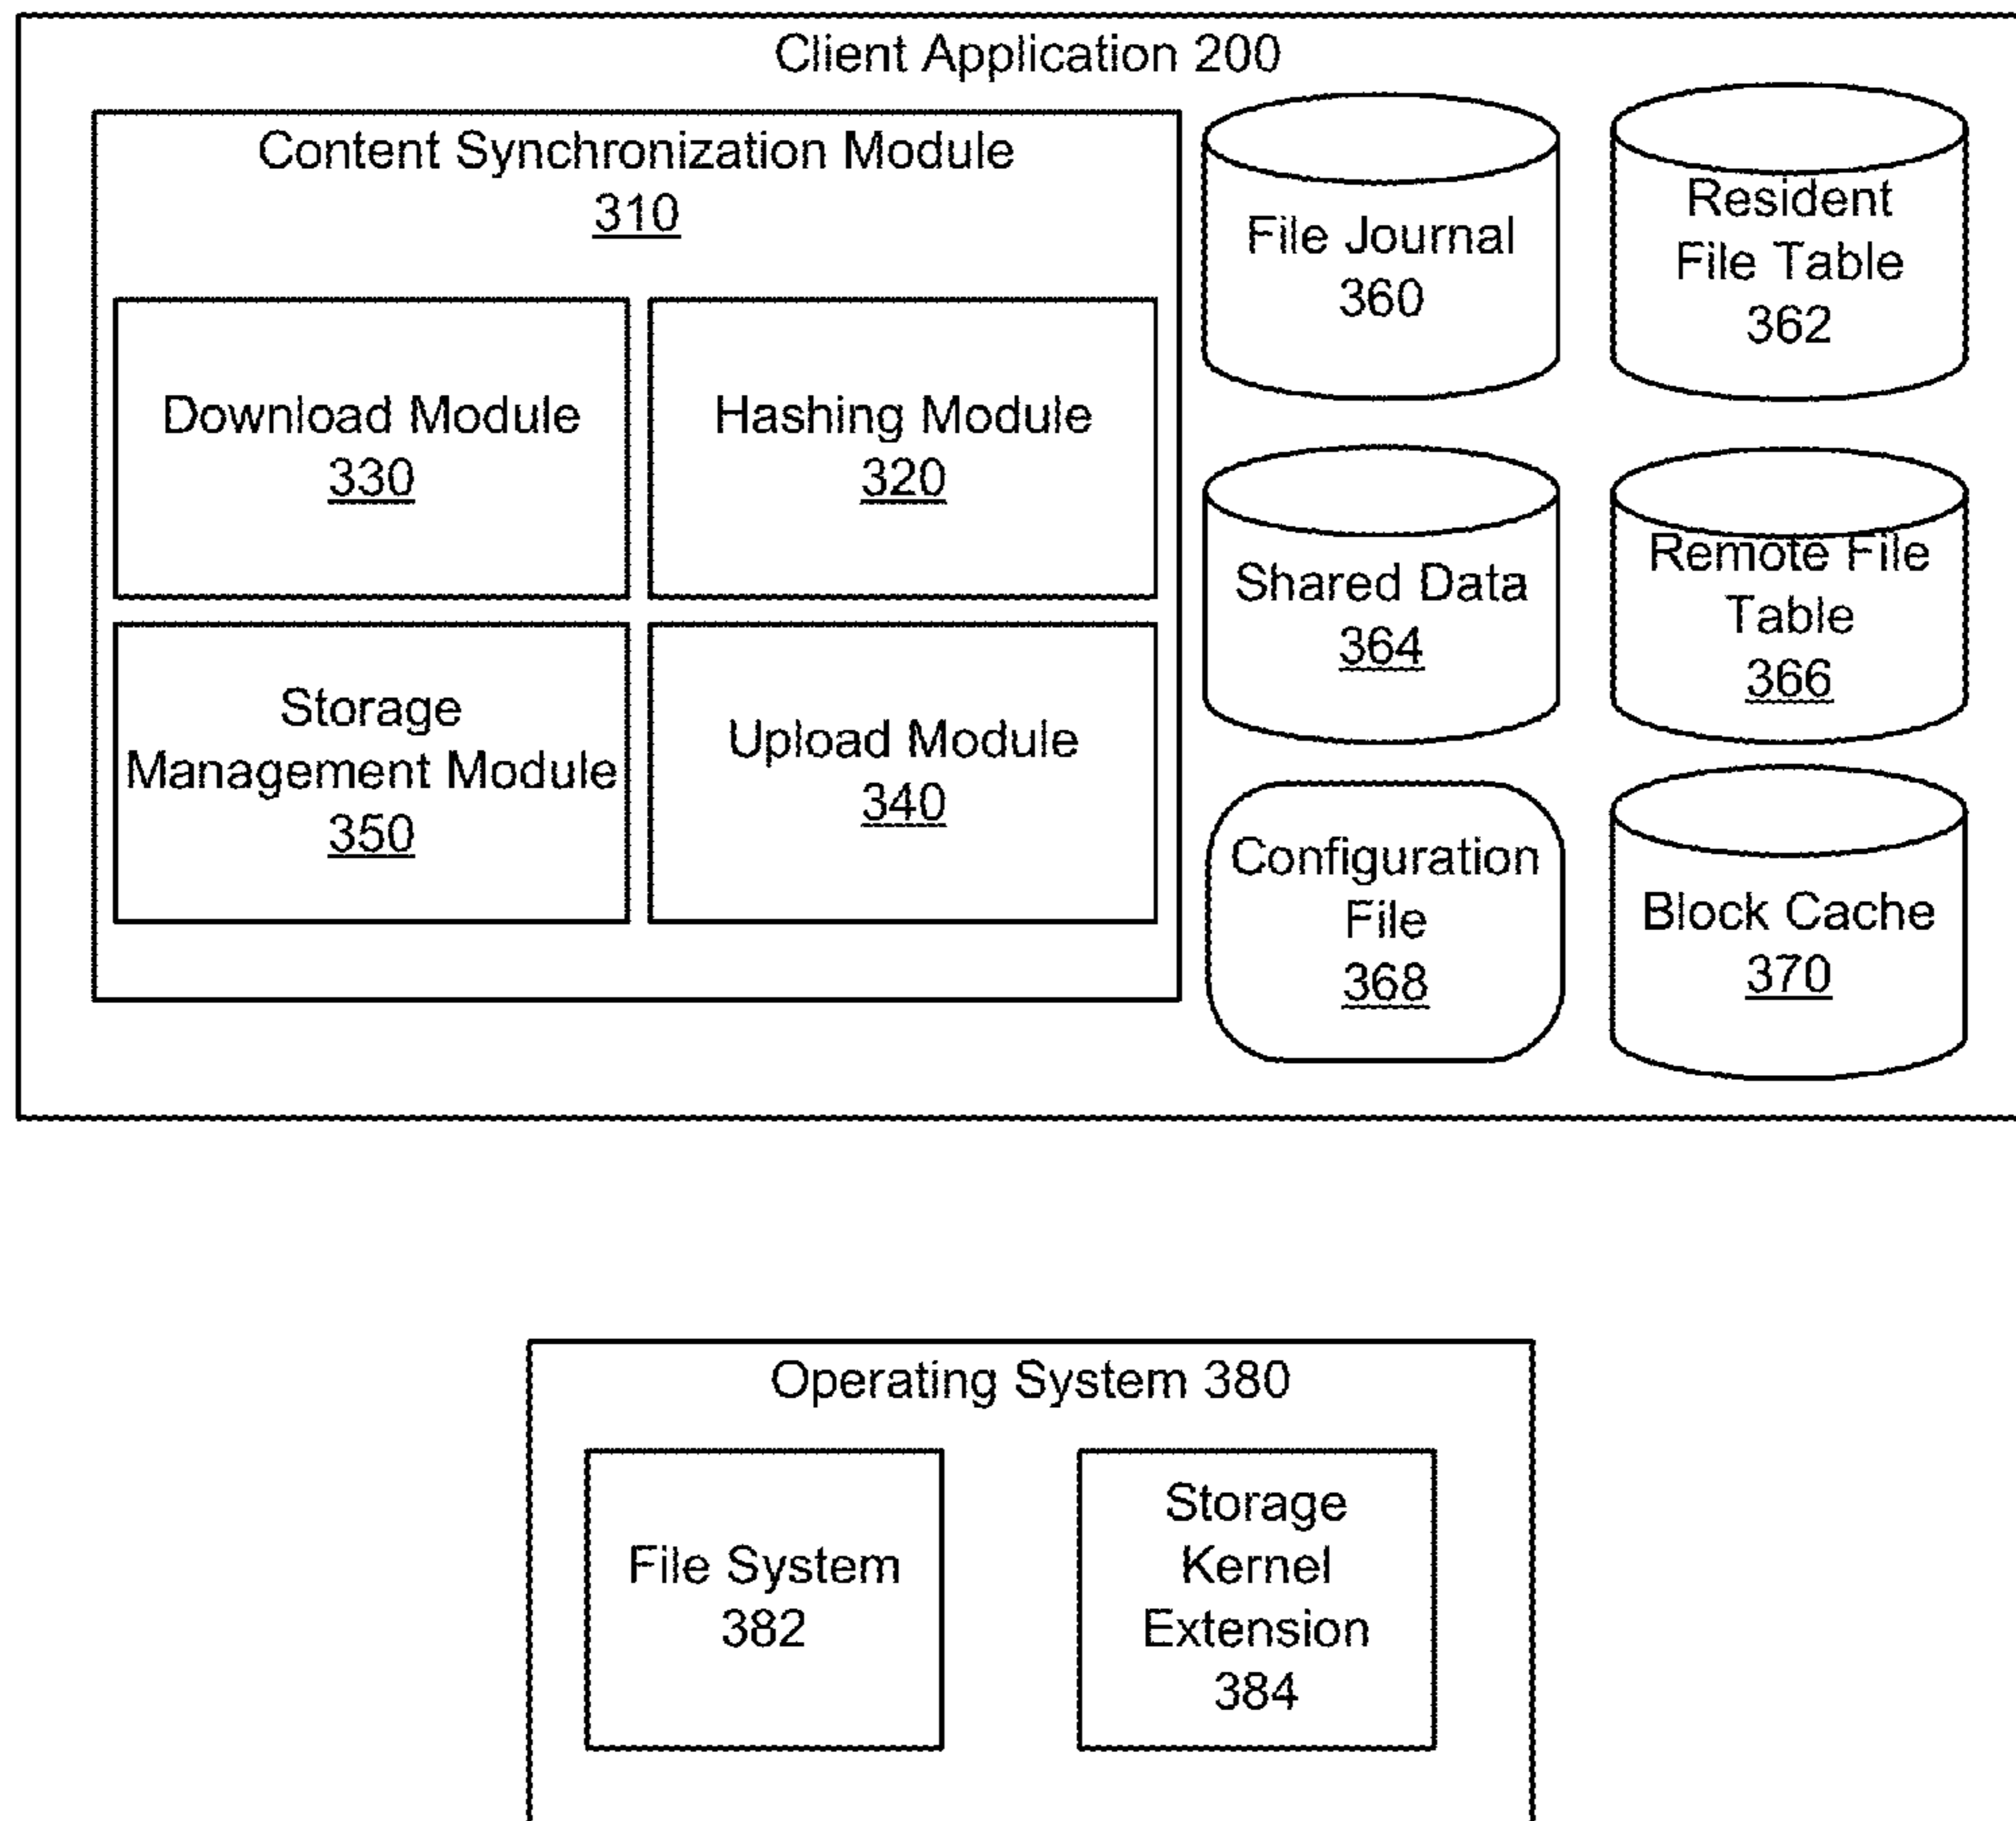 Client Application 200
Content Synchronization Module
310
Download Module
330
Hashing Module
320
Storage
Management Module
350
Upload Module
340
File Journal
360
Resident
File Table
362
Shared Data
364
Remote File
Table
366
Configuration
File
368
Block Cache
370
Operating System 380
File System
382
Storage
Kernel
Extension
384